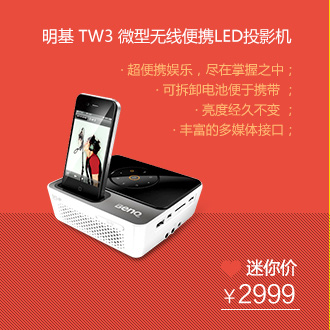 明基 TW3 微型无线便携LED投影机
· 超便携娱乐，尽在掌握之中；
· 可拆卸电池便于携带 ；
· 亮度经久不变 ；
· 丰富的多媒体接口；
BenQ
迷你价
￥2999